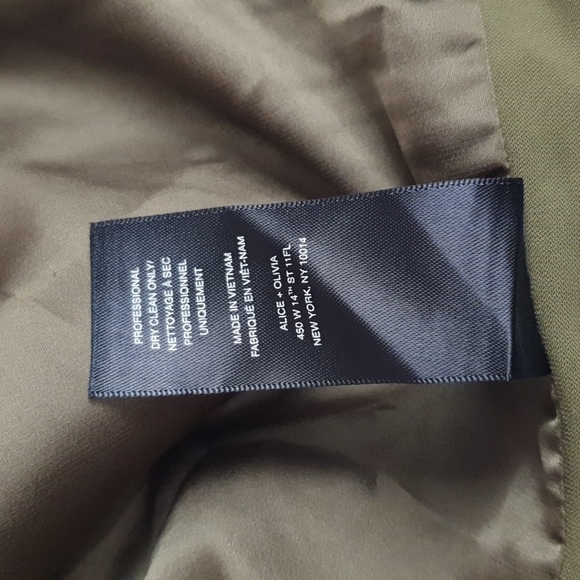 PROFESSIONAL
DRY CLEAN ONLY/
NETTOYAGE À SEC
PROFESSIONNEL
UNIQUEMENT
MADE IN VIETNAM
FABRIQUÉ EN VIÊT-NAM
ALICE + OLIVIA
450 W 14TH ST 11FL
NEW YORK, NY 10014